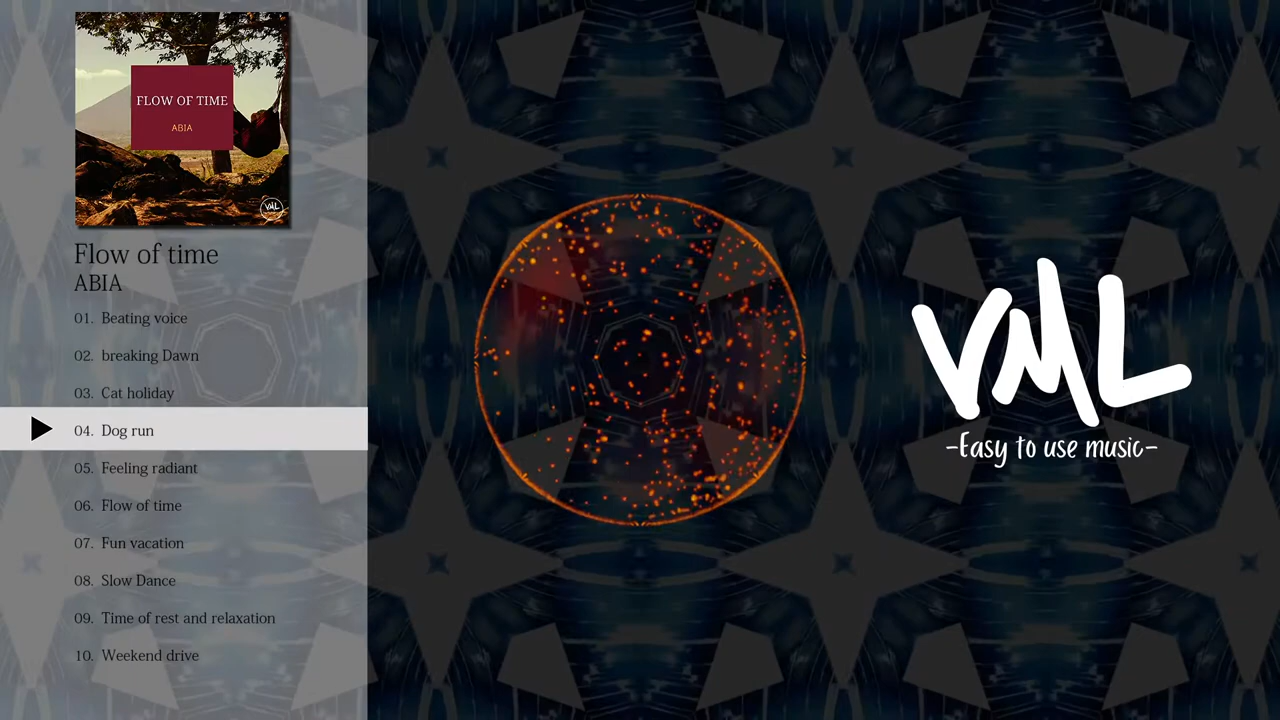 FLOW OF TIME
ABIA
VML
Flow of time
ABIA
01. Beating voice
02. breaking Dawn
03. Cat holiday
04. Dog run
05. Feeling radiant
06. Flow of time
07. Fun vacation
08. Slow Dance
09. Time of rest and relaxation
10. Weekend drive
VML
-Easy to use music-